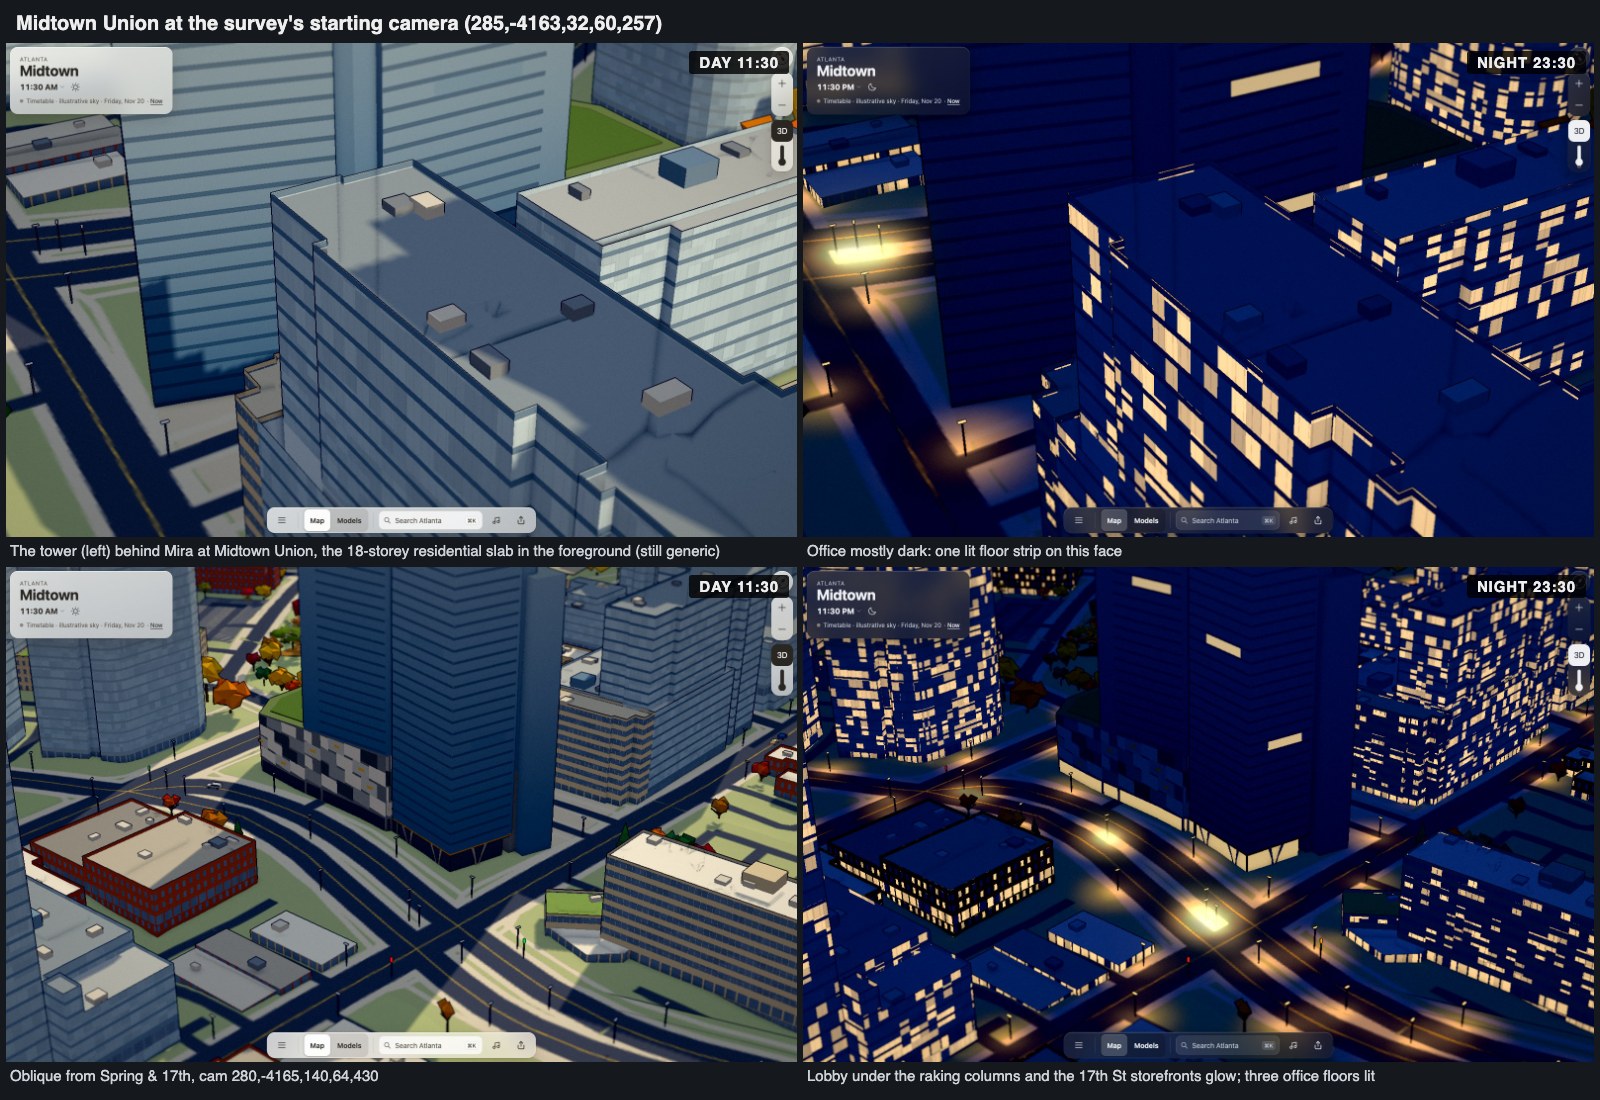 Midtown Union at the survey's starting camera (285,-4163,32,60,257)
ATLANTA
Midtown
11:30 AM
Timetable · Illustrative sky · Friday, Nov 20 · Now
DAY 11:30
3D
Map Models Search Atlanta ⌘K
The tower (left) behind Mira at Midtown Union, the 18-storey residential slab in the foreground (still generic)
ATLANTA
Midtown
11:30 PM
Timetable · Illustrative sky · Friday, Nov 20 · Now
NIGHT 23:30
3D
Map Models Search Atlanta ⌘K
Office mostly dark: one lit floor strip on this face
ATLANTA
Midtown
11:30 AM
Timetable · Illustrative sky · Friday, Nov 20 · Now
DAY 11:30
3D
Map Models Search Atlanta ⌘K
Oblique from Spring & 17th, cam 280,-4165,140,64,430
ATLANTA
Midtown
11:30 PM
Timetable · Illustrative sky · Friday, Nov 20 · Now
NIGHT 23:30
3D
Map Models Search Atlanta ⌘K
Lobby under the raking columns and the 17th St storefronts glow; three office floors lit